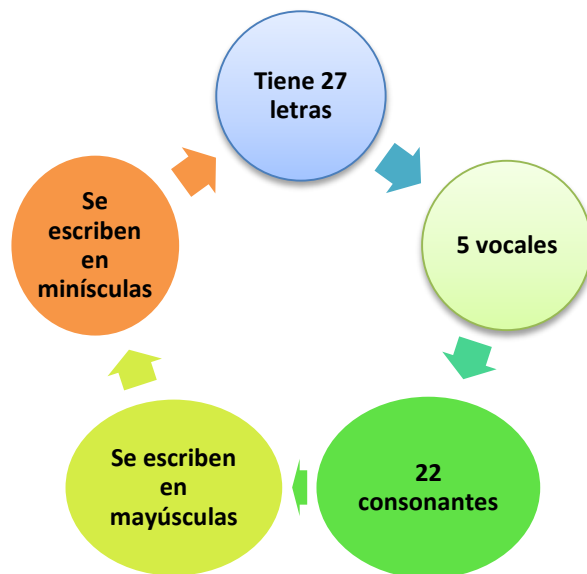 Tiene 27
letras
5 vocales
22
consonantes
Se escriben
en
mayúsculas
Se
escriben
en
minísculas